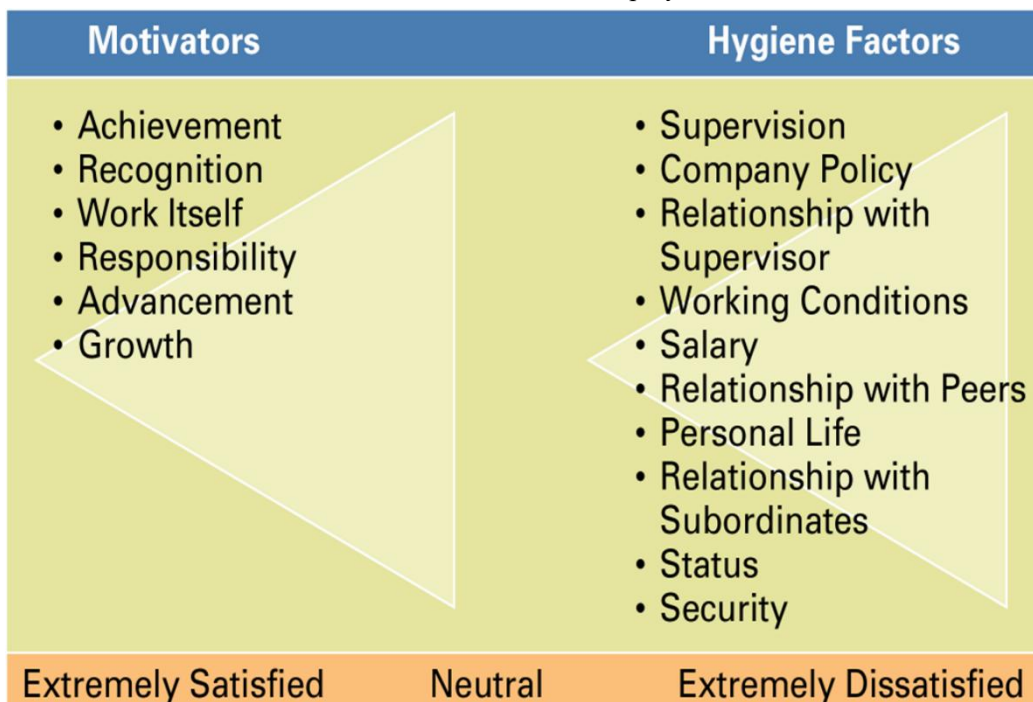 Motivators
Hygiene Factors
• Achievement
• Recognition
• Work Itself
• Responsibility
• Advancement
• Growth
• Supervision
• Company Policy
• Relationship with
Supervisor
• Working Conditions
• Salary
• Relationship with Peers
• Personal Life
• Relationship with
Subordinates
• Status
• Security
Extremely Satisfied
Neutral
Extremely Dissatisfied